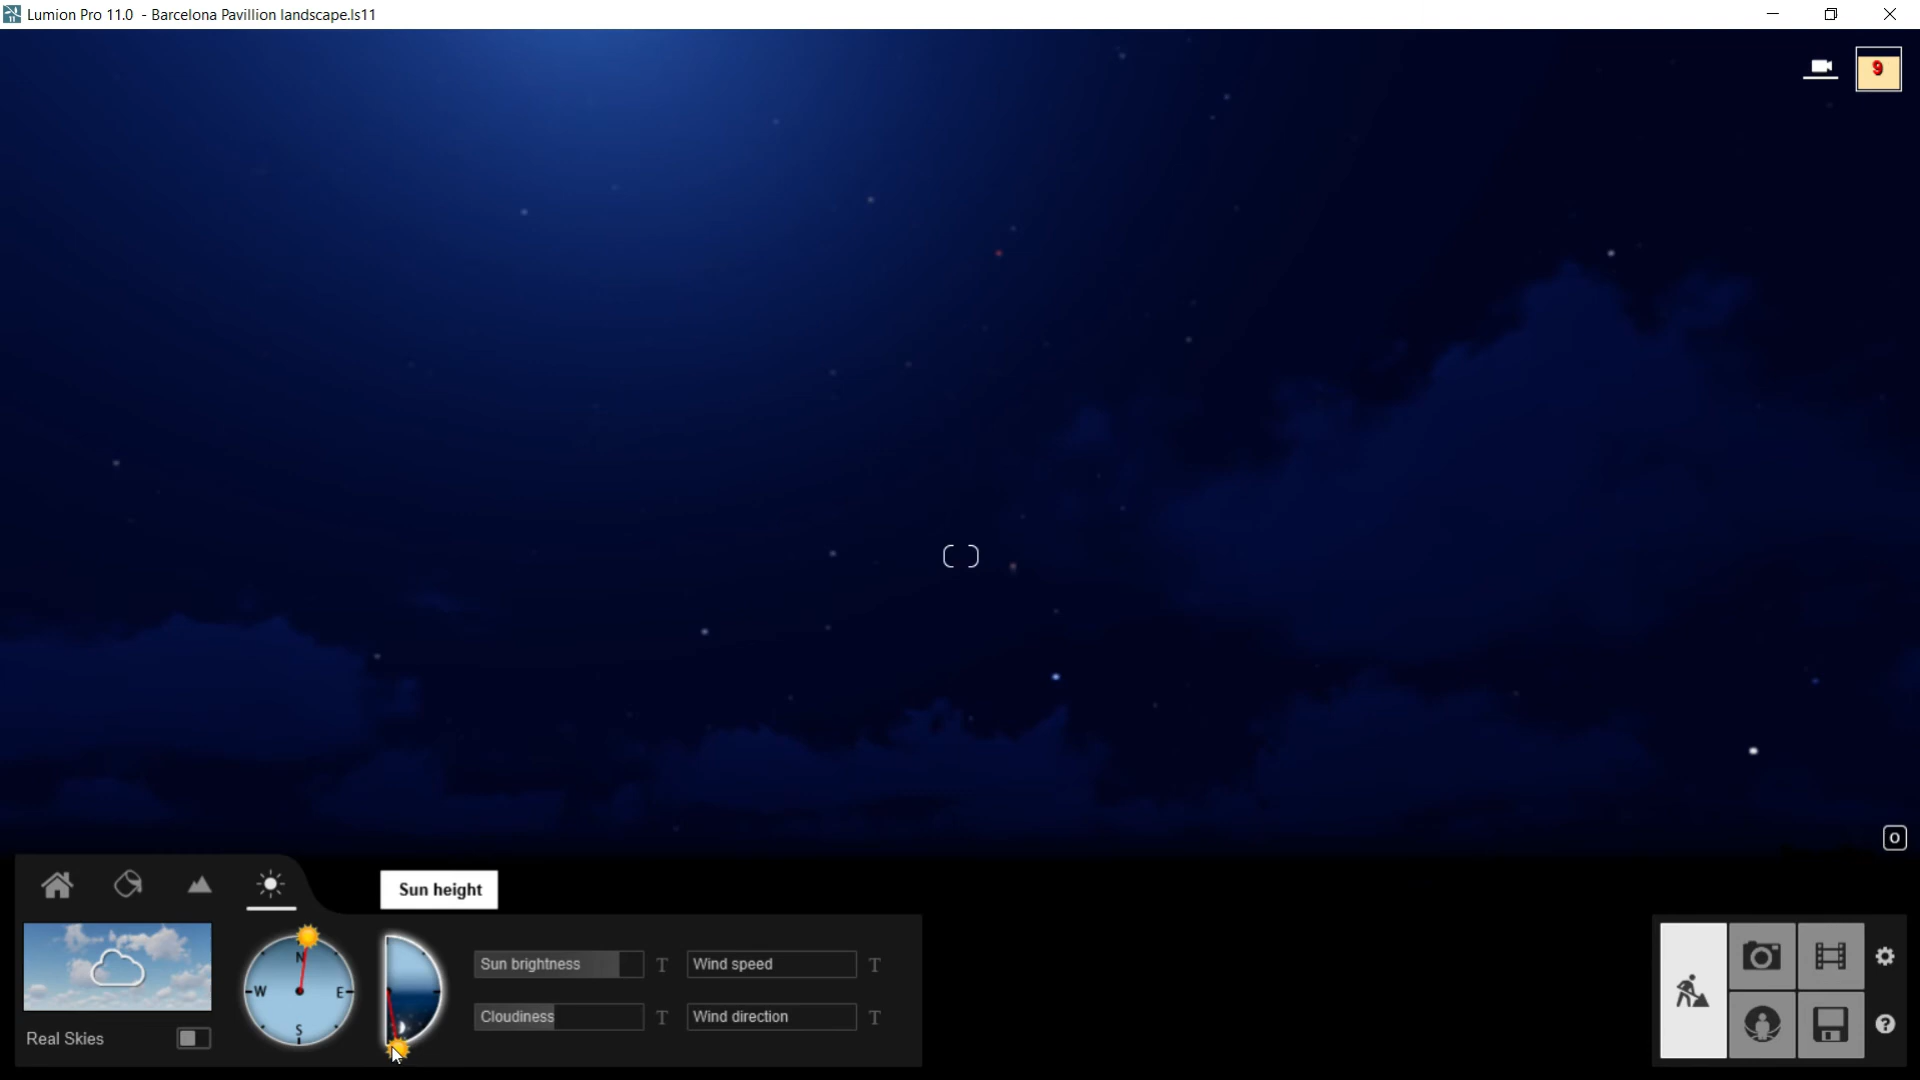 Lumion Pro 11.0 - Barcelona Pavillion landscape.ls11
9
O
Sun height
N
W E
S
Sun brightness T Wind speed T
Cloudiness T Wind direction T
Real Skies
?